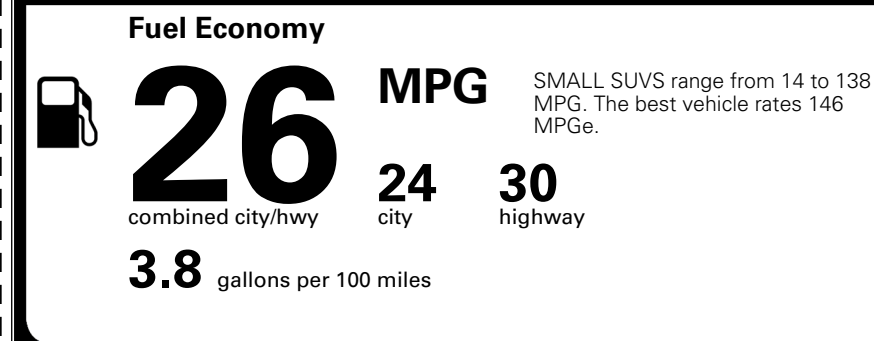 Fuel Economy
26
MPG
SMALL SUVS range from 14 to 138
MPG. The best vehicle rates 146
MPGe.
combined city/hwy
24
city
30
highway
3.8 gallons per 100 miles